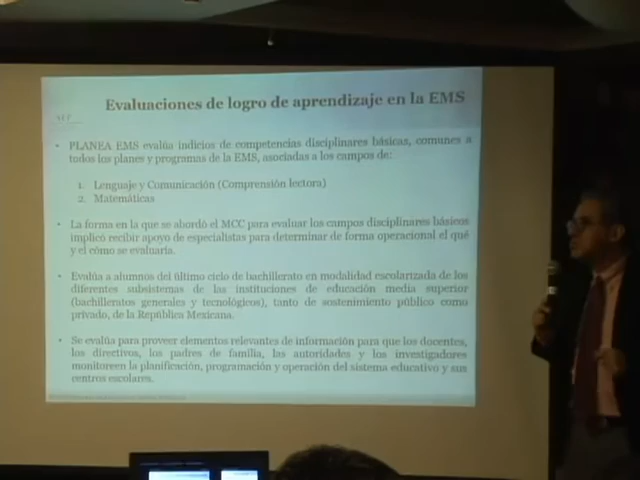 Evaluaciones de logro de aprendizaje en la EMS
SEP
• PLANEA EMS evalúa indicios de competencias disciplinares básicas, comunes a
todos los planes y programas de la EMS, asociadas a los campos de:
1. Lenguaje y Comunicación (Comprensión lectora)
2. Matemáticas
• La forma en la que se abordó el MCC para evaluar los campos disciplinares básicos
implicó recibir apoyo de especialistas para determinar de forma operacional el qué
y el cómo se evaluaría.
• Evalúa a alumnos del último ciclo de bachillerato en modalidad escolarizada de los
diferentes subsistemas de las instituciones de educación media superior
(bachilleratos generales y tecnológicos), tanto de sostenimiento público como
privado, de la República Mexicana.
• Se evalúa para proveer elementos relevantes de información para que los docentes,
los directivos, los padres de familia, las autoridades y los investigadores
monitoreen la planificación, programación y operación del sistema educativo y sus
centros escolares.